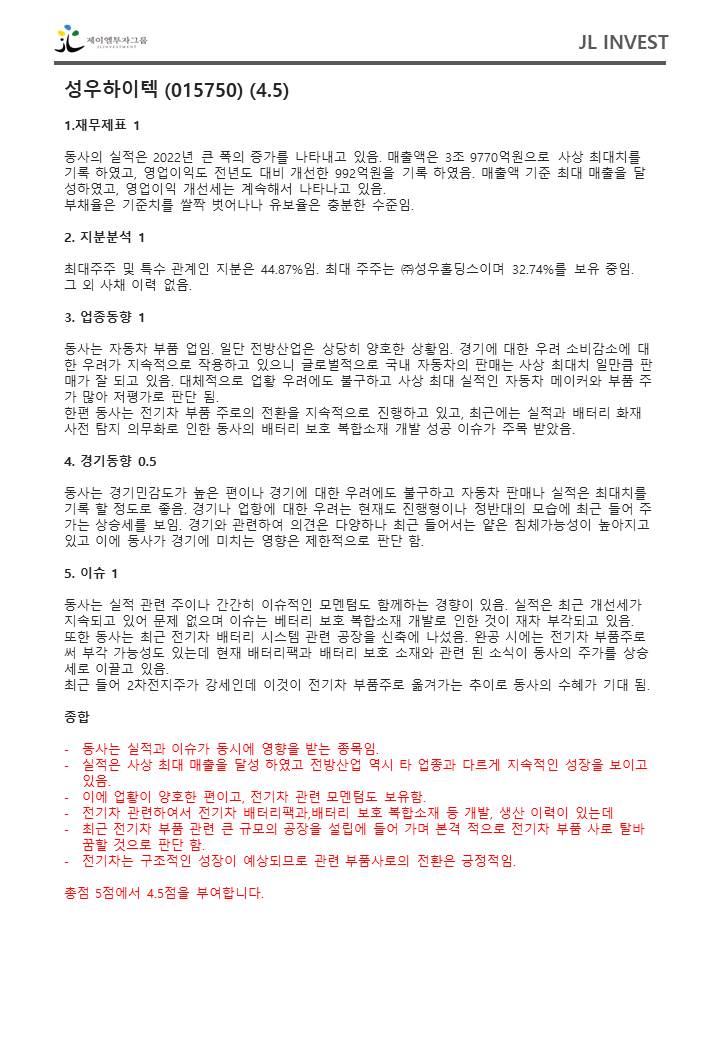 제이엘투자그룹
JL INVESTMENT
JL INVEST
성우하이텍 (015750) (4.5)
1.재무제표 1
동사의 실적은 2022년 큰 폭의 증가를 나타내고 있음. 매출액은 3조 9770억원으로 사상 최대치를
기록 하였고, 영업이익도 전년도 대비 개선한 992억원을 기록 하였음. 매출액 기준 최대 매출을 달
성하였고, 영업이익 개선세는 계속해서 나타나고 있음.
부채율은 기준치를 쌀짝 벗어나나 유보율은 충분한 수준임.
2. 지분분석 1
최대주주 및 특수 관계인 지분은 44.87%임. 최대 주주는 ㈜성우홀딩스이며 32.74%를 보유 중임.
그 외 사채 이력 없음.
3. 업종동향 1
동사는 자동차 부품 업임. 일단 전방산업은 상당히 양호한 상황임. 경기에 대한 우려 소비감소에 대
한 우려가 지속적으로 작용하고 있으니 글로벌적으로 국내 자동차의 판매는 사상 최대치 일만큼 판
매가 잘 되고 있음. 대체적으로 업황 우려에도 불구하고 사상 최대 실적인 자동차 메이커와 부품 주
가 많아 저평가로 판단 됨.
한편 동사는 전기차 부품 주로의 전환을 지속적으로 진행하고 있고, 최근에는 실적과 배터리 화재
사전 탐지 의무화로 인한 동사의 배터리 보호 복합소재 개발 성공 이슈가 주목 받았음.
4. 경기동향 0.5
동사는 경기민감도가 높은 편이나 경기에 대한 우려에도 불구하고 자동차 판매나 실적은 최대치를
기록 할 정도로 좋음. 경기나 업항에 대한 우려는 현재도 진행형이나 정반대의 모습에 최근 들어 주
가는 상승세를 보임. 경기와 관련하여 의견은 다양하나 최근 들어서는 얕은 침체가능성이 높아지고
있고 이에 동사가 경기에 미치는 영향은 제한적으로 판단 함.
5. 이슈 1
동사는 실적 관련 주이나 간간히 이슈적인 모멘텀도 함께하는 경향이 있음. 실적은 최근 개선세가
지속되고 있어 문제 없으며 이슈는 베터리 보호 복합소재 개발로 인한 것이 재차 부각되고 있음.
또한 동사는 최근 전기차 배터리 시스템 관련 공장을 신축에 나섰음. 완공 시에는 전기차 부품주로
써 부각 가능성도 있는데 현재 배터리팩과 배터리 보호 소재와 관련 된 소식이 동사의 주가를 상승
세로 이끌고 있음.
최근 들어 2차전지주가 강세인데 이것이 전기차 부품주로 옮겨가는 추이로 동사의 수혜가 기대 됨.
종합
- 동사는 실적과 이슈가 동시에 영향을 받는 종목임.
- 실적은 사상 최대 매출을 달성 하였고 전방산업 역시 타 업종과 다르게 지속적인 성장을 보이고
있음.
- 이에 업황이 양호한 편이고, 전기차 관련 모멘텀도 보유함.
- 전기차 관련하여서 전기차 배터리팩과,배터리 보호 복합소재 등 개발, 생산 이력이 있는데
- 최근 전기차 부품 관련 큰 규모의 공장을 설립에 들어 가며 본격 적으로 전기차 부품 사로 탈바
꿈할 것으로 판단 함.
- 전기차는 구조적인 성장이 예상되므로 관련 부품사로의 전환은 긍정적임.
총점 5점에서 4.5점을 부여합니다.